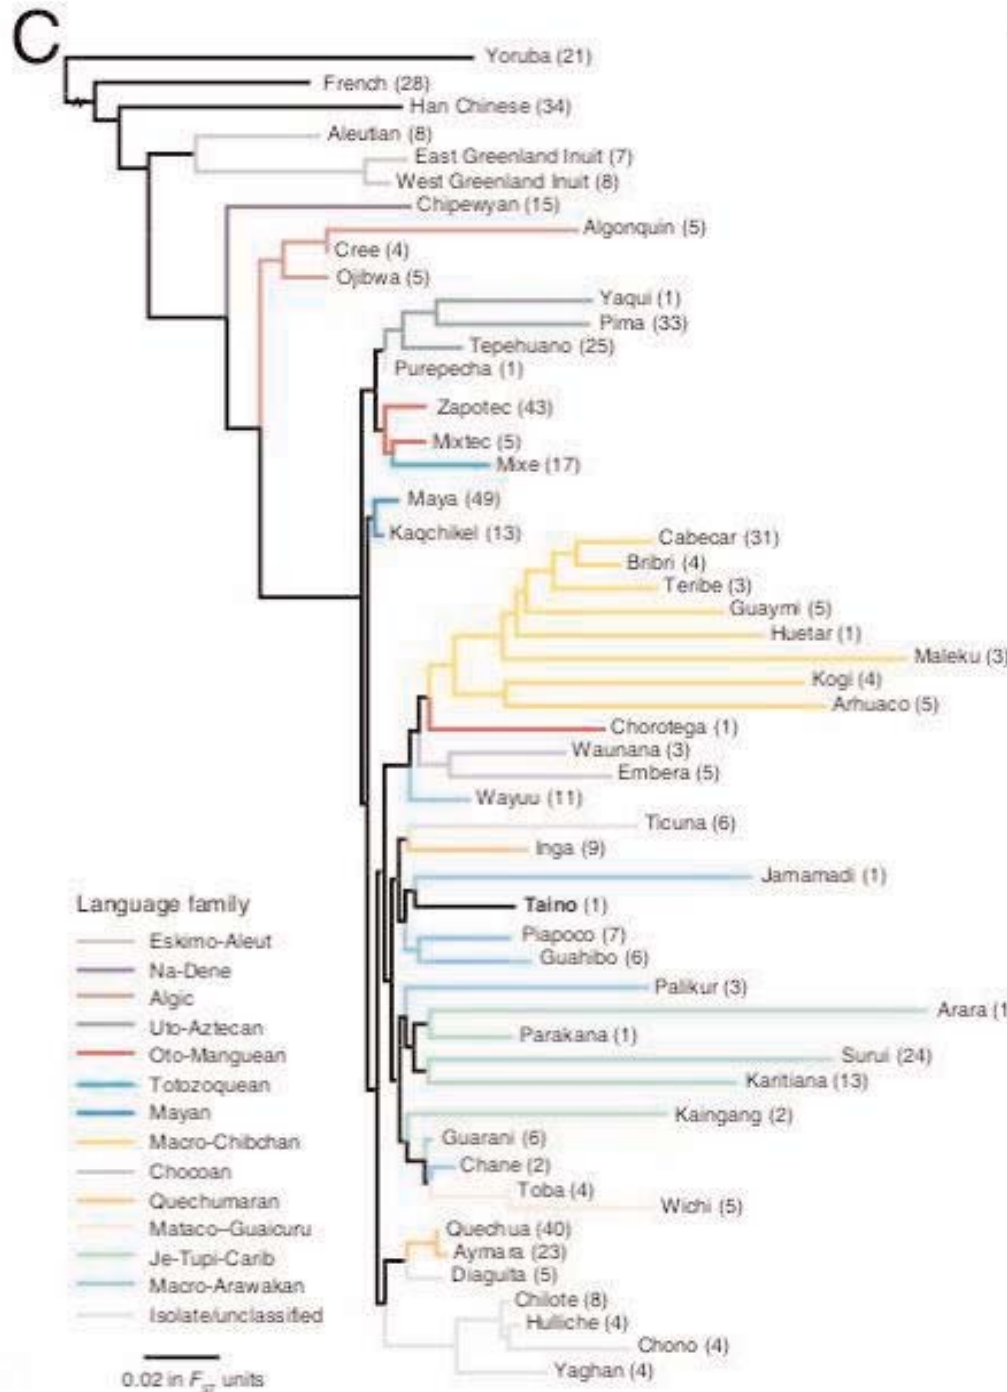 C
Yoruba (21)
French (28)
Han Chinese (34)
Aleutian (8)
East Greenland Inuit (7)
West Greenland Inuit (8)
Chipewyan (15)
Algonquin (5)
Cree (4)
Ojibwa (5)
Yaqui (1)
Pima (33)
Tepehuano (25)
Purepecha (1)
Zapotec (43)
Mixtec (5)
Mixe (17)
Maya (49)
Kaqchikel (13)
Cabecar (31)
Bribri (4)
Teribe (3)
Guaymi (5)
Huetar (1)
Maleku (3)
Kogi (4)
Arhuaco (5)
Chorotega (1)
Waunana (3)
Embera (5)
Wayuu (11)
Ticuna (6)
Inga (9)
Jamamadi (1)
Taino (1)
Piapoco (7)
Guahibo (6)
Palikur (3)
Arara (1
Parakana (1)
Surui (24)
Karitiana (13)
Kaingang (2)
Guarani (6)
Chane (2)
Toba (4)
Wichi (5)
Quechua (40)
Aymara (23)
Diaguita (5)
Chilote (8)
Hulliche (4)
Chono (4)
Yaghan (4)
Language family
Eskimo-Aleut
Na-Dene
Algic
Uto-Aztecan
Oto-Manguean
Totozoquean
Mayan
Macro-Chibchan
Chocoan
Quechumaran
Mataco–Guaicuru
Je-Tupi-Carib
Macro-Arawakan
Isolate/unclassified
0.02 in FST units